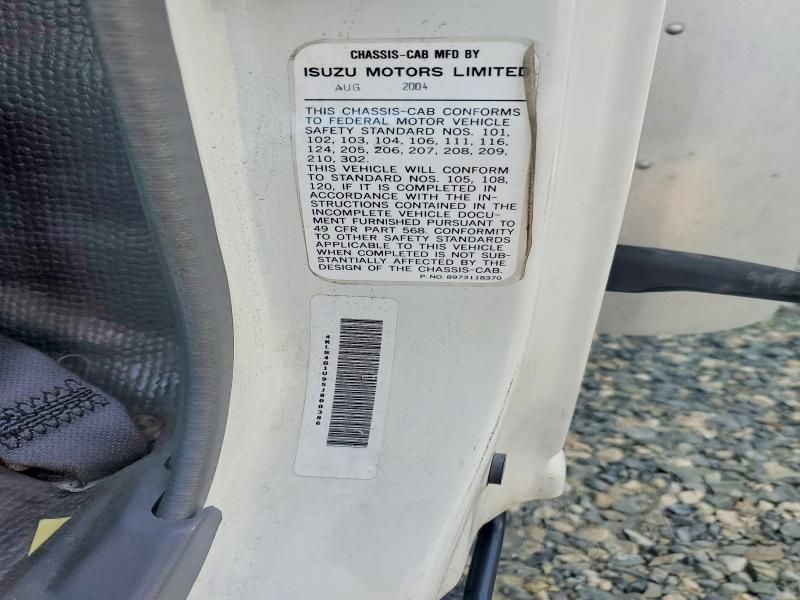 CHASSIS-CAB MFD BY
ISUZU MOTORS LIMITED
AUG 2004
THIS CHASSIS-CAB CONFORMS
TO FEDERAL MOTOR VEHICLE
SAFETY STANDARD NOS. 101,
102, 103, 104, 106, 111, 116,
124, 205, 206, 207, 208, 209,
210, 302.
THIS VEHICLE WILL CONFORM
TO STANDARD NOS. 105, 108,
120, IF IT IS COMPLETED IN
ACCORDANCE WITH THE IN-
STRUCTIONS CONTAINED IN THE
INCOMPLETE VEHICLE DOCU-
MENT FURNISHED PURSUANT TO
49 CFR PART 568. CONFORMITY
TO OTHER SAFETY STANDARDS
APPLICABLE TO THIS VEHICLE
WHEN COMPLETED IS NOT SUB-
STANTIALLY AFFECTED BY THE
DESIGN OF THE CHASSIS-CAB.
P. NO. 8973118370
4KLB4B1U95J800386